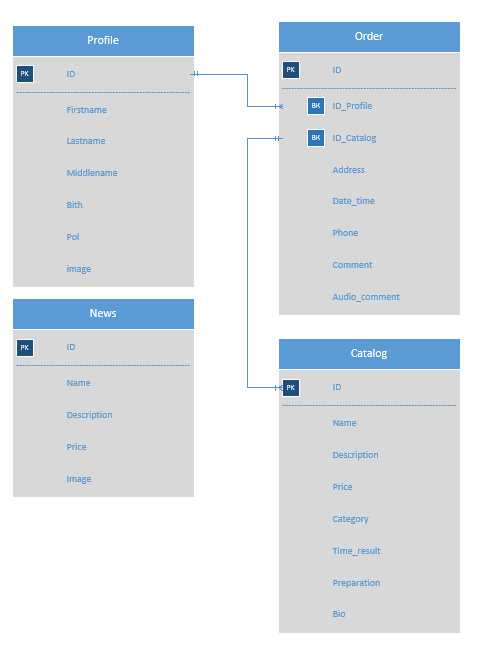 Profile
PK ID
Firstname
Lastname
Middlename
Bith
Pol
image
News
PK ID
Name
Description
Price
Image
Order
PK ID
BK ID_Profile
BK ID_Catalog
Address
Date_time
Phone
Comment
Audio_comment
Catalog
PK ID
Name
Description
Price
Category
Time_result
Preparation
Bio